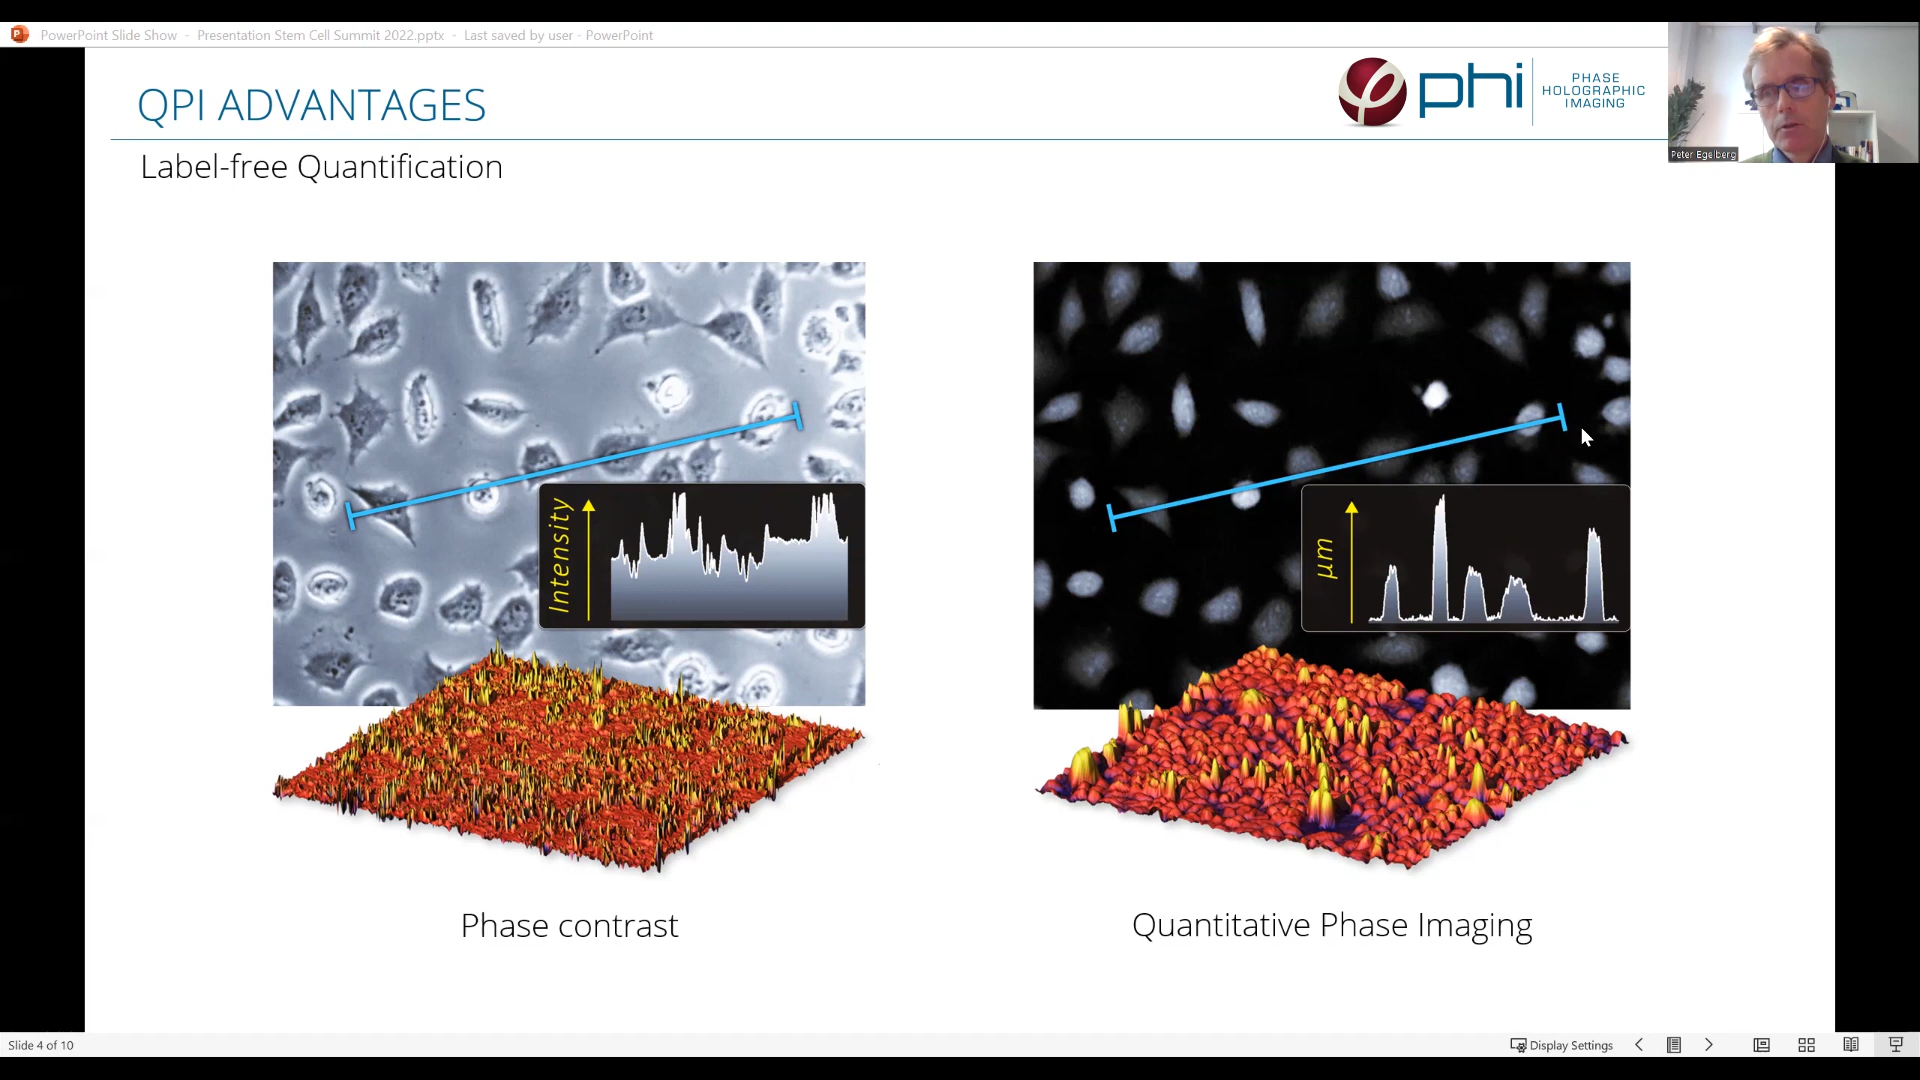 PowerPoint Slide Show - Presentation Stem Cell Summit 2022.pptx - Last saved by user - PowerPoint
QPI ADVANTAGES
phi
PHASE
HOLOGRAPHIC
IMAGING
Peter Egelberg
Label-free Quantification
Intensity
µm
Phase contrast
Quantitative Phase Imaging
Slide 4 of 10
Display Settings